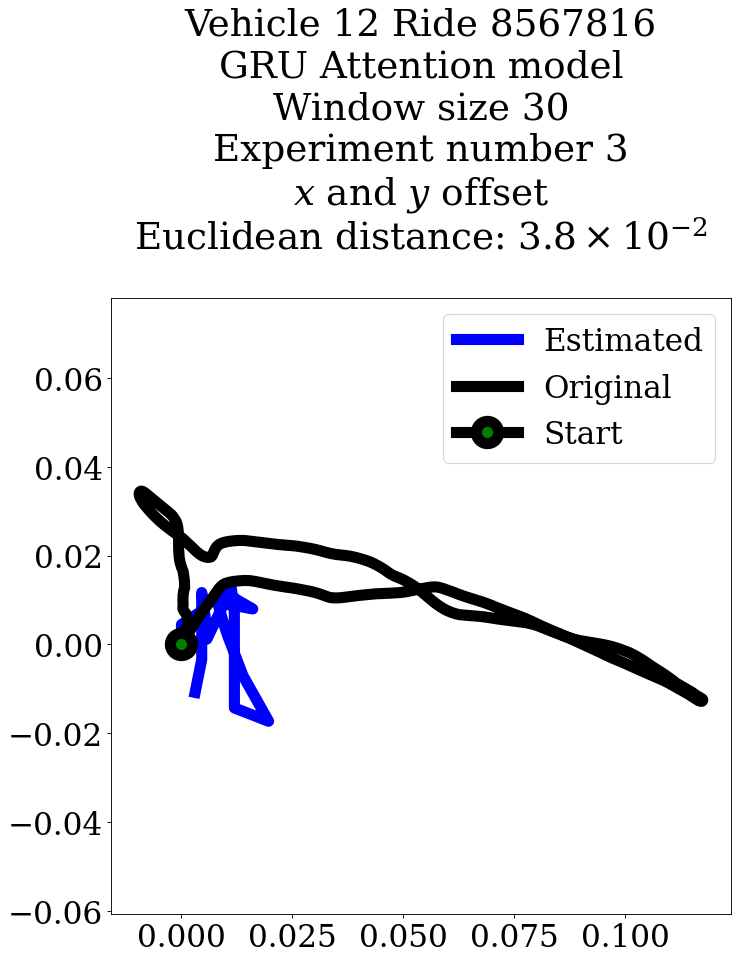 Vehicle 12 Ride 8567816
GRU Attention model
Window size 30
Experiment number 3
x and y offset
Euclidean distance: 3.8 × 10⁻²
Estimated
Original
Start
0.06
0.04
0.02
0.00
−0.02
−0.04
−0.06
0.000 0.025 0.050 0.075 0.100